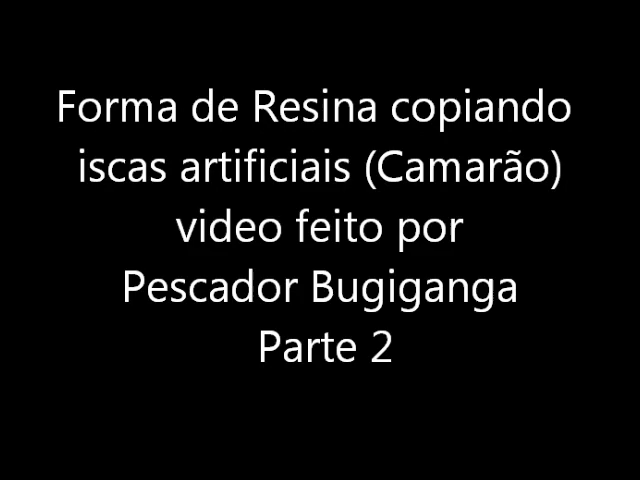 Forma de Resina copiando
iscas artificiais (Camarão)
video feito por
Pescador Bugiganga
Parte 2